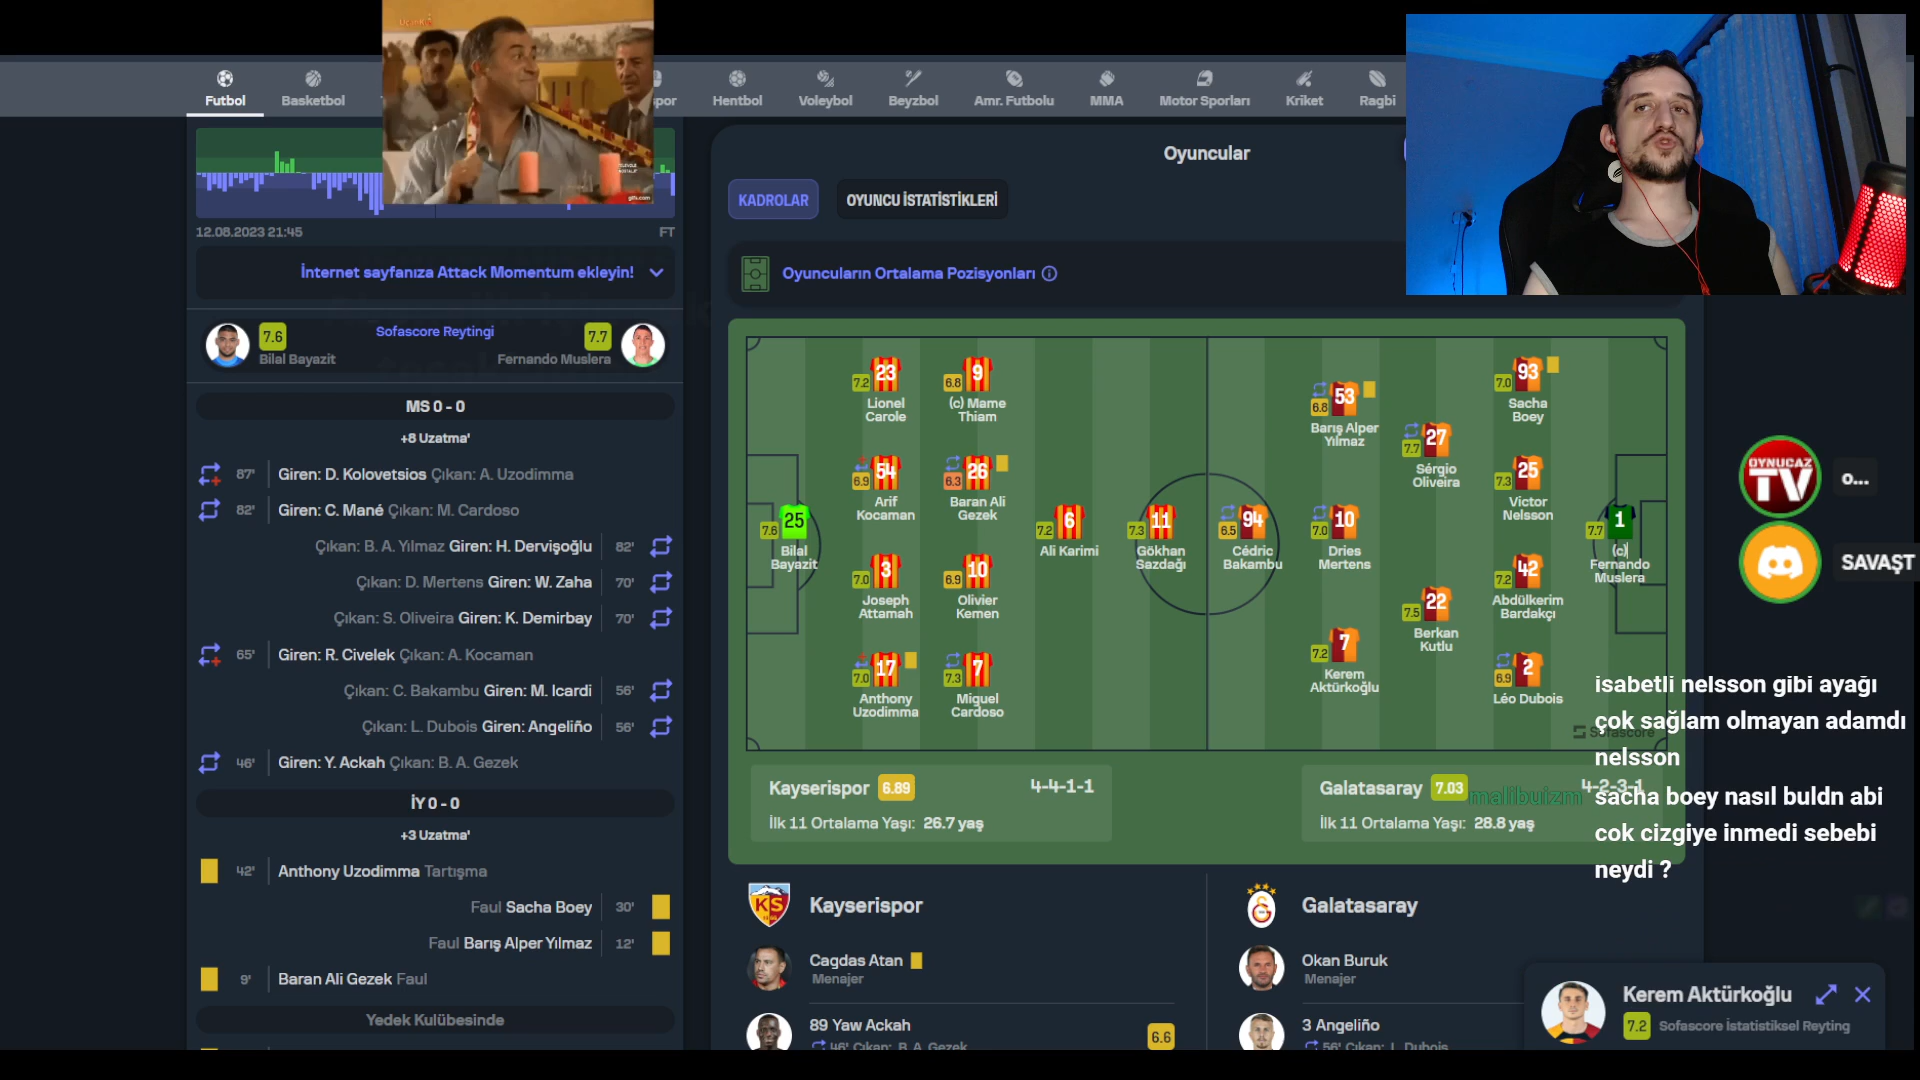 Futbol
Basketbol
Hentbol
Voleybol
Beyzbol
Amr. Futbolu
MMA
Motor Sporları
Kriket
Ragbi
12.08.2023 21:45
FT
İnternet sayfanıza Attack Momentum ekleyin!
7.6
Bilal Bayazit
Sofascore Reytingi
7.7
Fernando Muslera
MS 0 - 0
+8 Uzatma'
87' Giren: D. Kolovetsios Çıkan: A. Uzodimma
82' Giren: C. Mané Çıkan: M. Cardoso
Çıkan: B. A. Yılmaz Giren: H. Dervişoğlu 82'
Çıkan: D. Mertens Giren: W. Zaha 70'
Çıkan: S. Oliveira Giren: K. Demirbay 70'
65' Giren: R. Civelek Çıkan: A. Kocaman
Çıkan: C. Bakambu Giren: M. Icardi 56'
Çıkan: L. Dubois Giren: Angeliño 56'
46' Giren: Y. Ackah Çıkan: B. A. Gezek
İY 0 - 0
+3 Uzatma'
42' Anthony Uzodimma Tartışma
Faul Sacha Boey 30'
Faul Barış Alper Yılmaz 12'
9' Baran Ali Gezek Faul
Yedek Kulübesinde
Oyuncular
KADROLAR
OYUNCU İSTATİSTİKLERİ
Oyuncuların Ortalama Pozisyonları
25
7.6
Bilal
Bayazit
23
7.2
Lionel
Carole
54
6.9
Arif
Kocaman
3
7.0
Joseph
Attamah
17
7.0
Anthony
Uzodimma
9
6.8
(c) Mame
Thiam
26
6.3
Baran Ali
Gezek
10
6.9
Olivier
Kemen
7
7.3
Miguel
Cardoso
6
7.2
Ali Karimi
11
7.3
Gökhan
Sazdağı
94
6.5
Cédric
Bakambu
53
6.8
Barış Alper
Yılmaz
10
7.0
Dries
Mertens
7
7.2
Kerem
Aktürkoğlu
27
7.7
Sérgio
Oliveira
22
7.5
Berkan
Kutlu
93
7.0
Sacha
Boey
25
7.3
Victor
Nelsson
42
7.2
Abdülkerim
Bardakçı
2
6.9
Léo Dubois
1
7.7
(c)
Fernando
Muslera
Sofascore
Kayserispor 6.89
4-4-1-1
İlk 11 Ortalama Yaşı: 26.7 yaş
Galatasaray 7.03
4-2-3-1
İlk 11 Ortalama Yaşı: 28.8 yaş
Kayserispor
Cagdas Atan
Menajer
89 Yaw Ackah
46' Çıkan: B. A. Gezek
6.6
Galatasaray
Okan Buruk
Menajer
3 Angeliño
56' Çıkan: L. Dubois
OYNUCAZ
TV
o...
SAVAŞT
isabetli nelsson gibi ayağı
çok sağlam olmayan adamdı
nelsson
malibuizm sacha boey nasıl buldn abi
cok cizgiye inmedi sebebi
neydi ?
Kerem Aktürkoğlu
7.2 Sofascore İstatistiksel Reyting